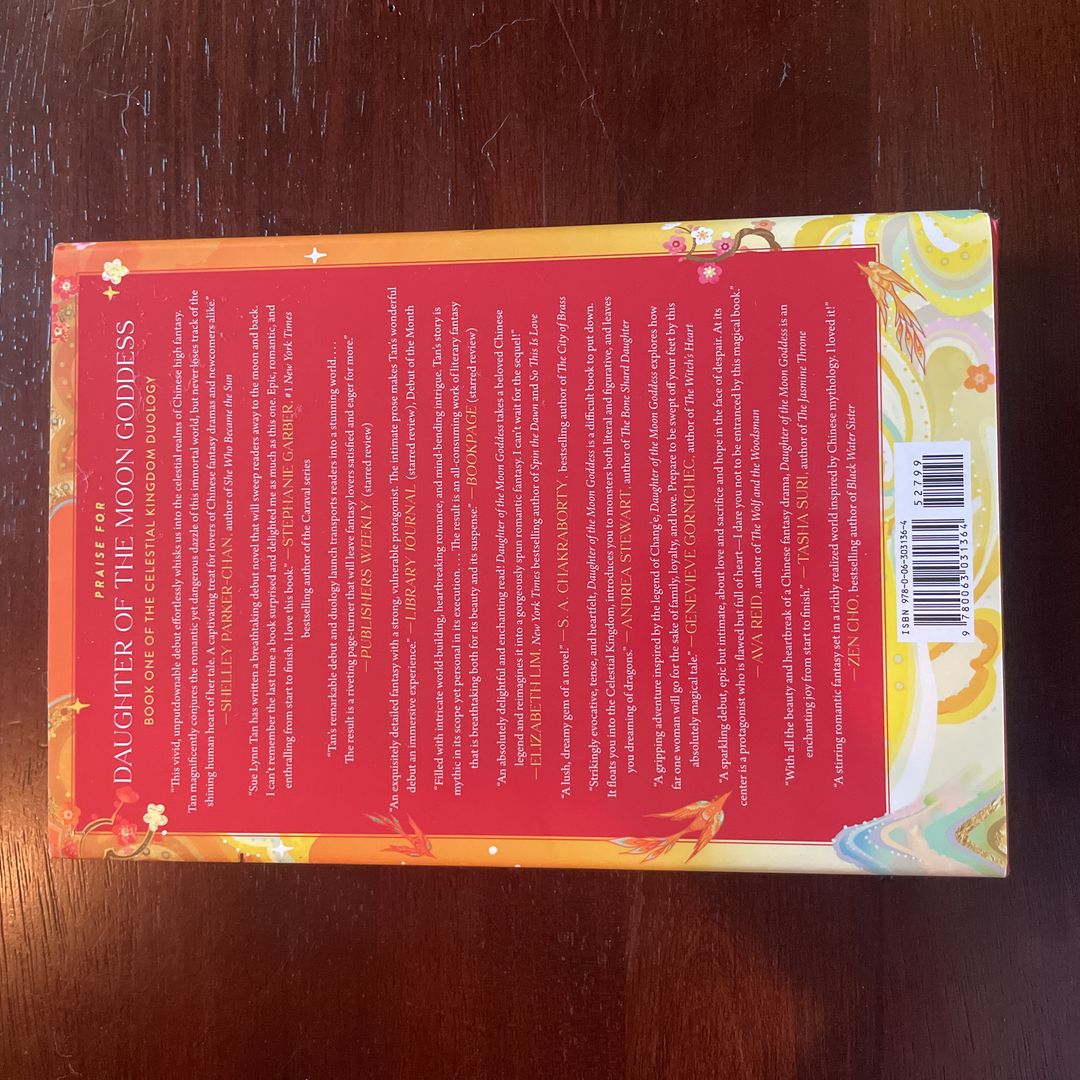 PRAISE FOR
DAUGHTER OF THE MOON GODDESS
BOOK ONE OF THE CELESTIAL KINGDOM DUOLOGY
“This vivid, unputdownable debut effortlessly whisks us into the celestial realms of Chinese high fantasy.
Tan magnificently conjures the romantic yet dangerous dazzle of this immortal world, but never loses track of the
shining human heart of her tale. A captivating treat for lovers of Chinese fantasy dramas and newcomers alike.”
—SHELLEY PARKER-CHAN, author of She Who Became the Sun
“Sue Lynn Tan has written a breathtaking debut novel that will sweep readers away to the moon and back.
I can't remember the last time a book surprised and delighted me as much as this one. Epic, romantic, and
enthralling from start to finish. I love this book.” —STEPHANIE GARBER, #1 New York Times
bestselling author of the Caraval series
“Tan's remarkable debut and duology launch transports readers into a stunning world. . . .
The result is a riveting page-turner that will leave fantasy lovers satisfied and eager for more.”
—PUBLISHERS WEEKLY (starred review)
“An exquisitely detailed fantasy with a strong, vulnerable protagonist. The intimate prose makes Tan's wonderful
debut an immersive experience.” —LIBRARY JOURNAL (starred review), Debut of the Month
“Filled with intricate world-building, heartbreaking romance, and mind-bending intrigue. Tan's story is
mythic in its scope yet personal in its execution. . . . The result is an all-consuming work of literary fantasy
that is breathtaking both for its beauty and its suspense.” —BOOKPAGE (starred review)
“An absolutely delightful and enchanting read! Daughter of the Moon Goddess takes a beloved Chinese
legend and reimagines it into a gorgeously spun romantic fantasy. I can't wait for the sequel!”
—ELIZABETH LIM, New York Times bestselling author of Spin the Dawn and So This Is Love
“A lush, dreamy gem of a novel.” —S. A. CHAKRABORTY, bestselling author of The City of Brass
“Strikingly evocative, tense, and heartfelt, Daughter of the Moon Goddess is a difficult book to put down.
It floats you into the Celestial Kingdom, introduces you to monsters both literal and figurative, and leaves
you dreaming of dragons.” —ANDREA STEWART, author of The Bone Shard Daughter
“A gripping adventure inspired by the legend of Chang'e, Daughter of the Moon Goddess explores how
far one woman will go for the sake of family, loyalty, and love. Prepare to be swept off your feet by this
absolutely magical tale.” —GENEVIEVE GORNICHEC, author of The Witch's Heart
“A sparkling debut, epic but intimate, about love and sacrifice and hope in the face of despair. At its
center is a protagonist who is flawed but full of heart—I dare you not to be entranced by this magical book.”
—AVA REID, author of The Wolf and the Woodsman
“With all the beauty and heartbreak of a Chinese fantasy drama, Daughter of the Moon Goddess is an
enchanting joy from start to finish.” —TASHA SURI, author of The Jasmine Throne
“A stirring romantic fantasy set in a richly realized world inspired by Chinese mythology. I loved it!”
—ZEN CHO, bestselling author of Black Water Sister
ISBN 978-0-06-303136-4
52799
9 780063 031364